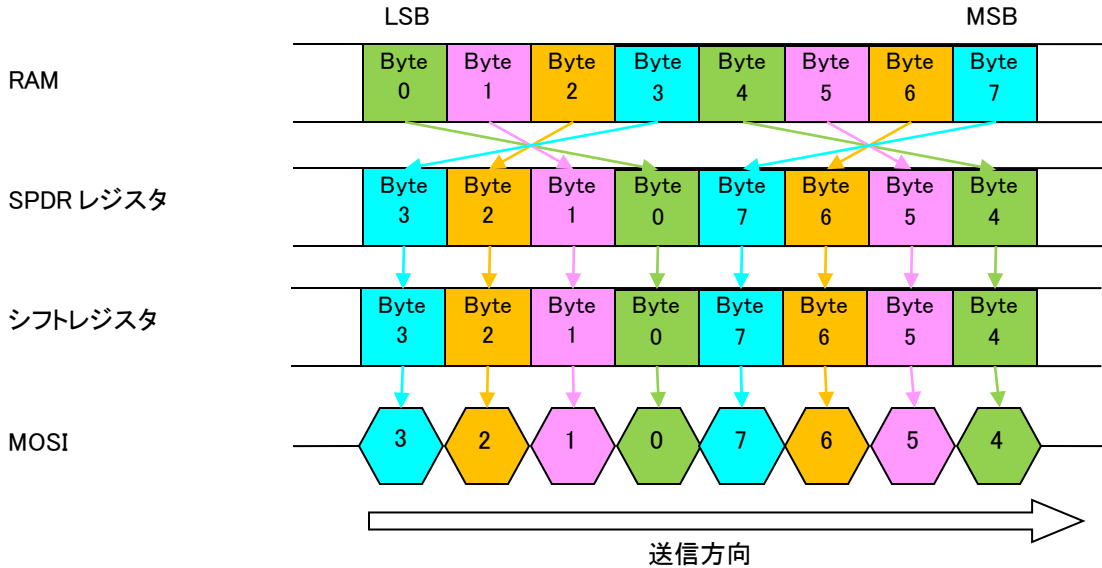 LSB MSB
RAM
Byte Byte Byte Byte Byte Byte Byte Byte
0 1 2 3 4 5 6 7
SPDR レジスタ
Byte Byte Byte Byte Byte Byte Byte Byte
3 2 1 0 7 6 5 4
シフトレジスタ
Byte Byte Byte Byte Byte Byte Byte Byte
3 2 1 0 7 6 5 4
MOSI
3 2 1 0 7 6 5 4
送信方向